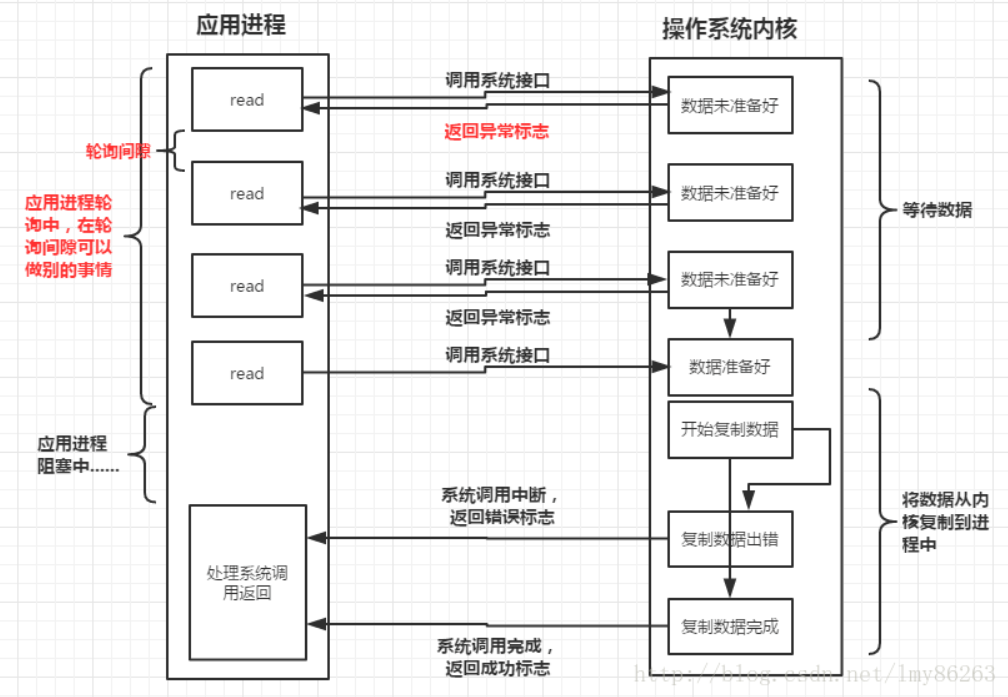 应用进程
操作系统内核
read
调用系统接口
数据未准备好
返回异常标志
轮询间隙
read
调用系统接口
数据未准备好
返回异常标志
应用进程轮
询中，在轮
询间隙可以
做别的事情
等待数据
read
调用系统接口
数据未准备好
返回异常标志
read
调用系统接口
数据准备好
开始复制数据
应用进程
阻塞中......
系统调用中断，
返回错误标志
复制数据出错
将数据从内
核复制到进
程中
处理系统调
用返回
复制数据完成
系统调用完成，
返回成功标志
http://blog.csdn.net/lmy86263